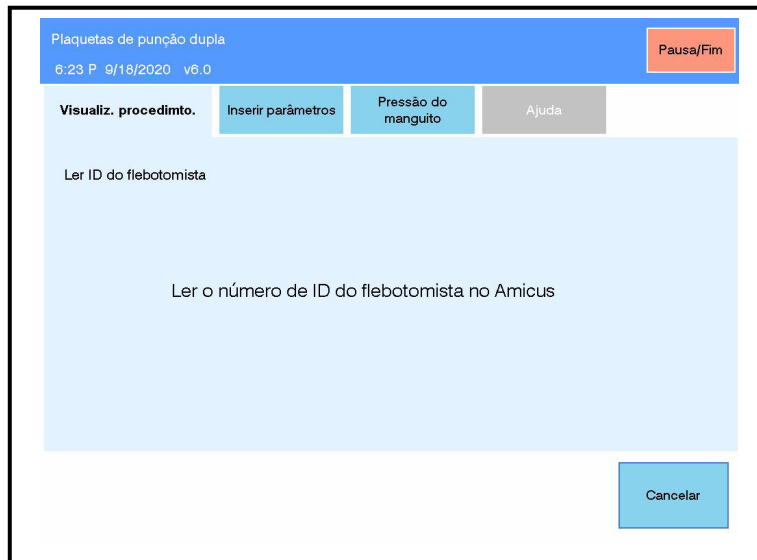 Plaquetas de punção dupla
6:23 P 9/18/2020 v6.0
Pausa/Fim
Visualiz. procedimto.
Inserir parâmetros
Pressão do
manguito
Ajuda
Ler ID do flebotomista
Ler o número de ID do flebotomista no Amicus
Cancelar